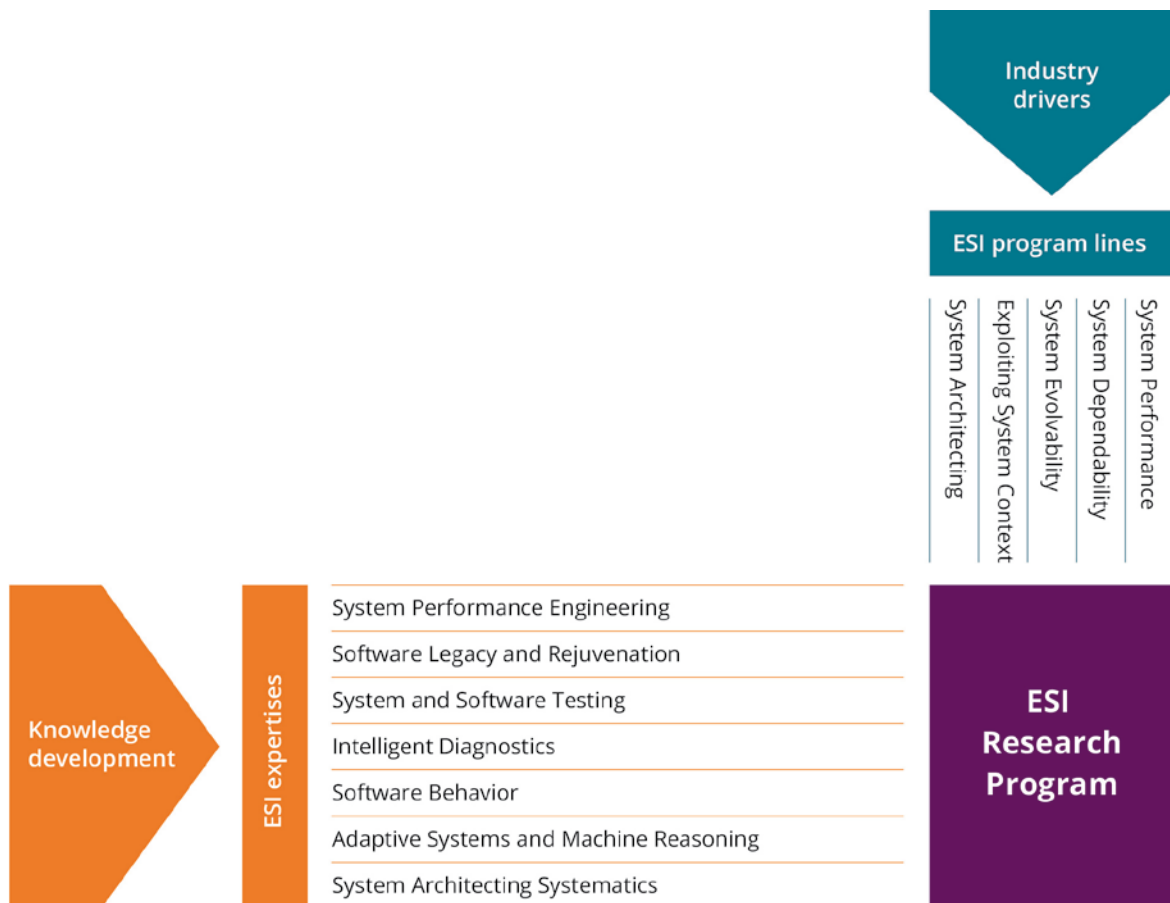 Industry
drivers
ESI program lines
System Architecting
Exploiting System Context
System Evolvability
System Dependability
System Performance
Knowledge
development
ESI expertises
System Performance Engineering
Software Legacy and Rejuvenation
System and Software Testing
Intelligent Diagnostics
Software Behavior
Adaptive Systems and Machine Reasoning
System Architecting Systematics
ESI
Research
Program